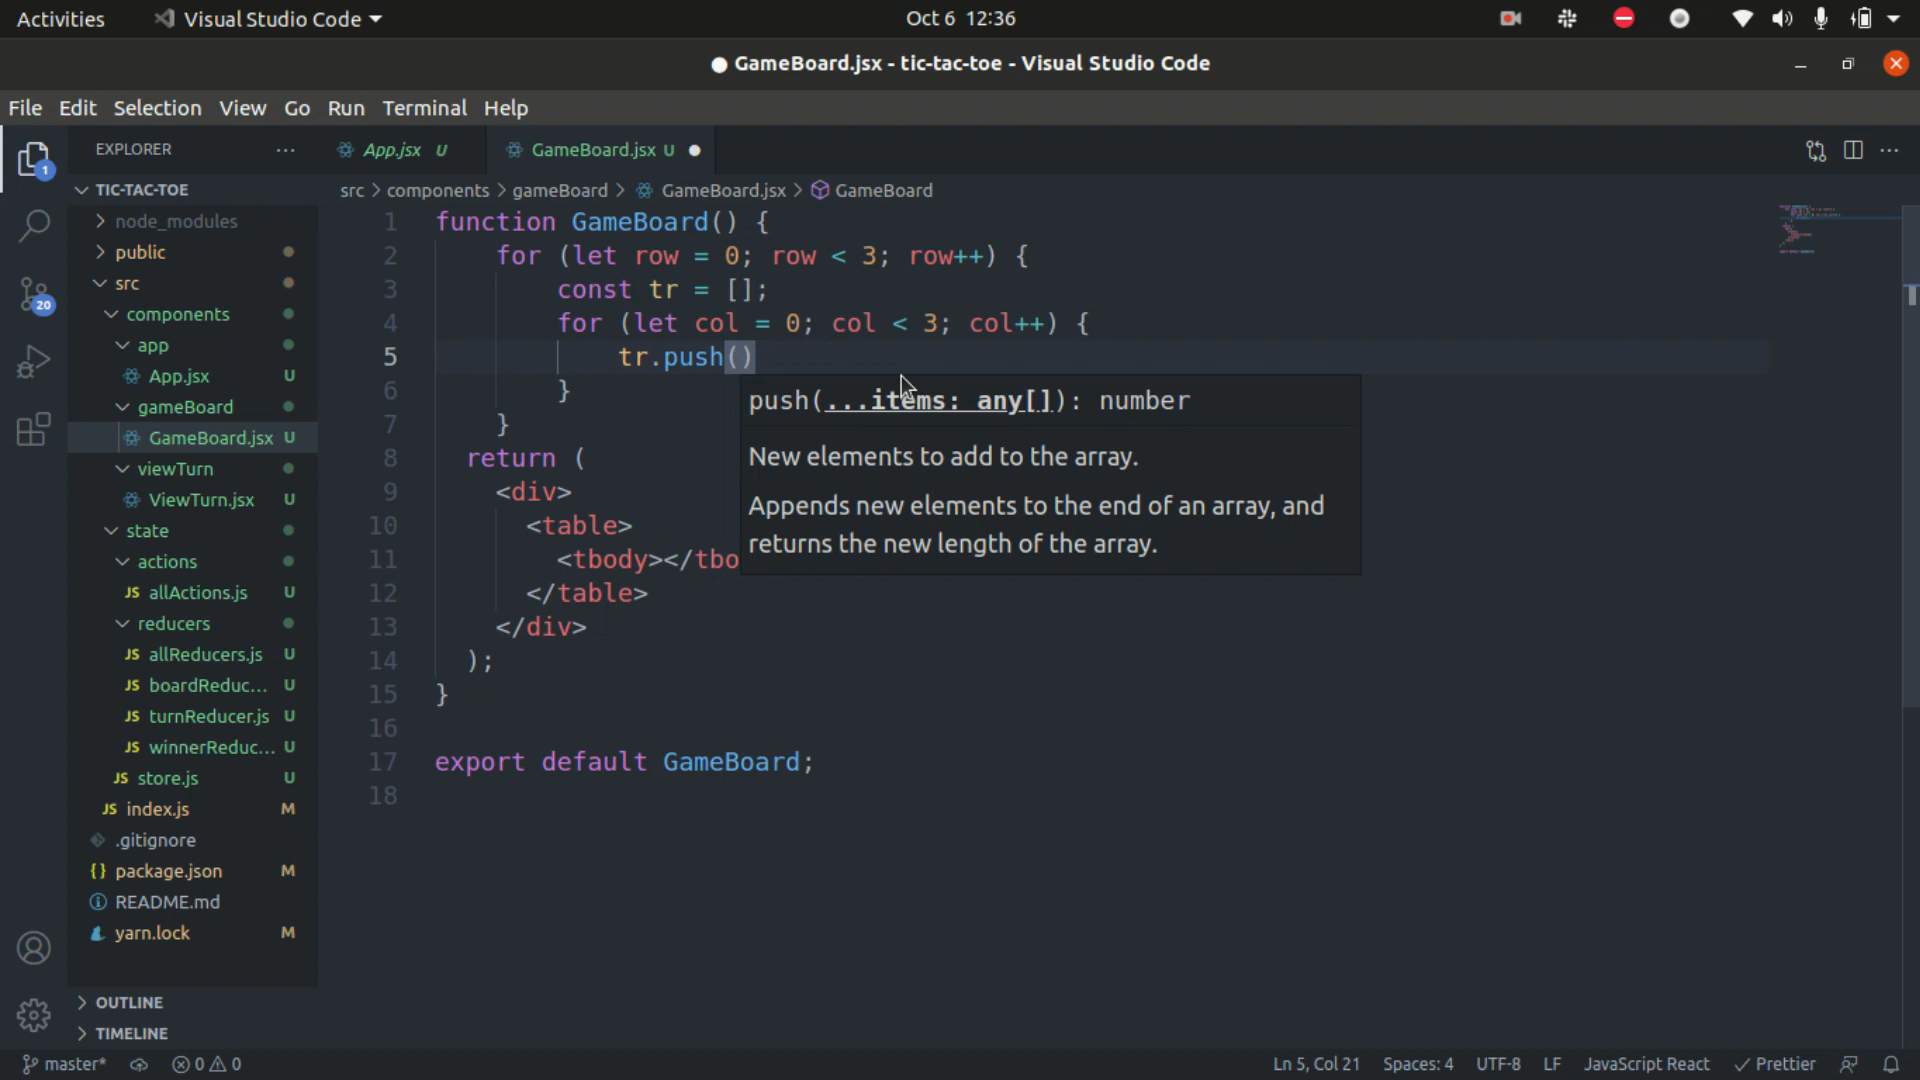 Activities
Visual Studio Code
Oct 6 12:36
GameBoard.jsx - tic-tac-toe - Visual Studio Code
File Edit Selection View Go Run Terminal Help
1
EXPLORER
App.jsx U
GameBoard.jsx U
TIC-TAC-TOE
src > components > gameBoard > GameBoard.jsx > GameBoard
node_modules
public
src
20
components
app
App.jsx U
gameBoard
GameBoard.jsx U
viewTurn
ViewTurn.jsx U
state
actions
JS allActions.js U
reducers
JS allReducers.js U
JS boardReduc... U
JS turnReducer.js U
JS winnerReduc... U
JS store.js U
JS index.js M
.gitignore
{} package.json M
README.md
yarn.lock M
OUTLINE
TIMELINE
1 function GameBoard() {
2 for (let row = 0; row < 3; row++) {
3 const tr = [];
4 for (let col = 0; col < 3; col++) {
5 tr.push()
6 }
7 }
8 return (
9 <div>
10 <table>
11 <tbody></tbo
12 </table>
13 </div>
14 );
15 }
16
17 export default GameBoard;
18
push(...items: any[]): number
New elements to add to the array.
Appends new elements to the end of an array, and
returns the new length of the array.
master* 0 0 Ln 5, Col 21 Spaces: 4 UTF-8 LF JavaScript React Prettier